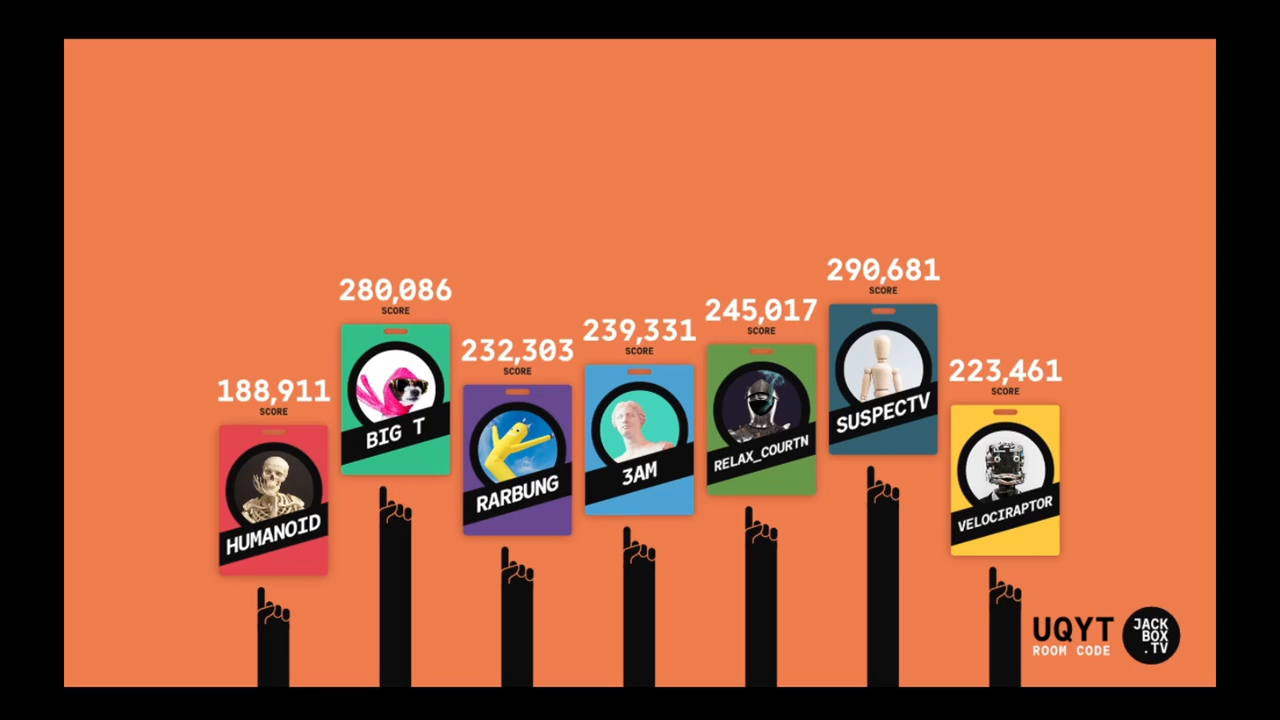 188,911
SCORE
HUMANOID
280,086
SCORE
BIG T
232,303
SCORE
RARBUNG
239,331
SCORE
3AM
245,017
SCORE
RELAX_COURTN
290,681
SCORE
SUSPECTV
223,461
SCORE
VELOCIRAPTOR
UQYT
ROOM CODE
JACK
BOX
.TV